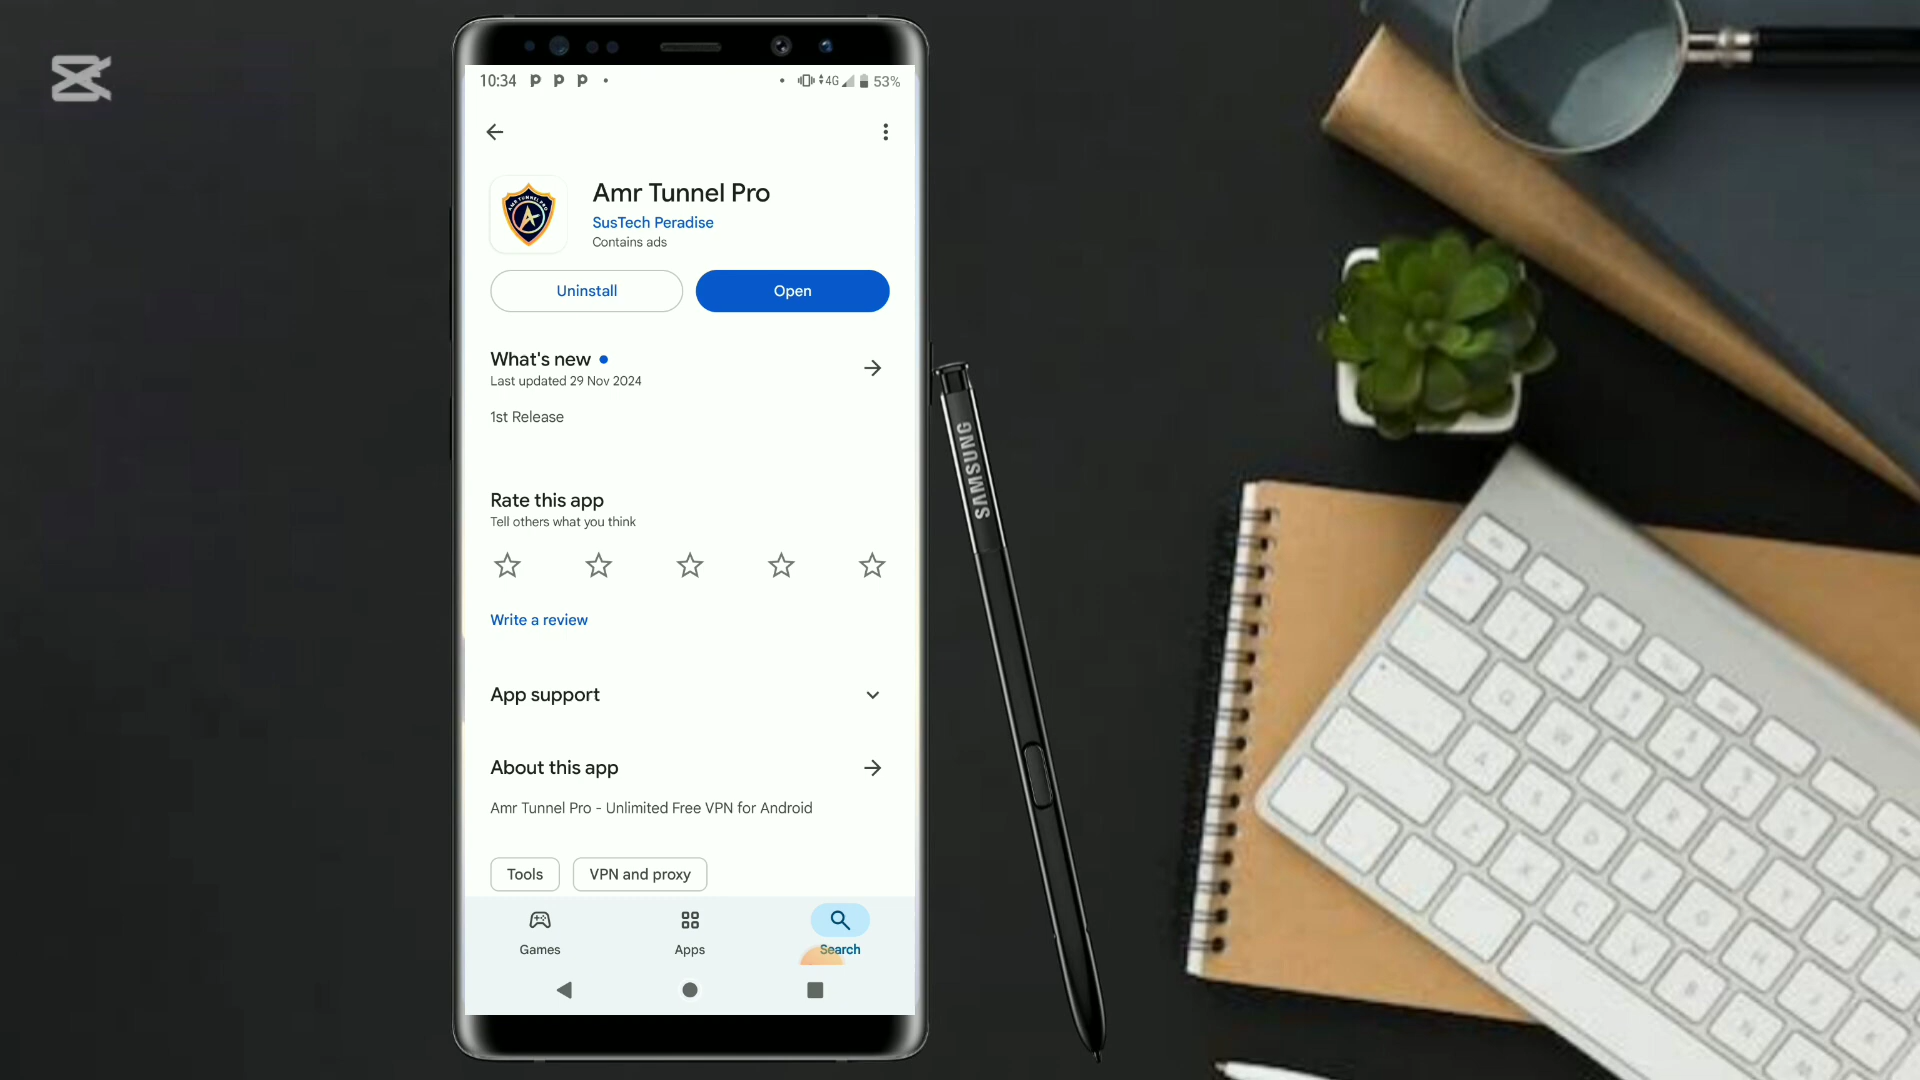 10:34
4G
53%
Amr Tunnel Pro
SusTech Peradise
Contains ads
Uninstall
Open
What's new
Last updated 29 Nov 2024
1st Release
Rate this app
Tell others what you think
Write a review
App support
About this app
Amr Tunnel Pro - Unlimited Free VPN for Android
Tools
VPN and proxy
Games
Apps
Search
SAMSUNG